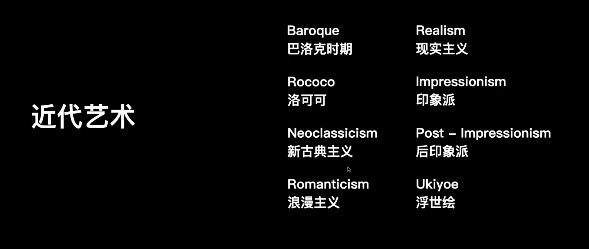 近代艺术
Baroque
巴洛克时期
Rococo
洛可可
Neoclassicism
新古典主义
Romanticism
浪漫主义
Realism
现实主义
Impressionism
印象派
Post - Impressionism
后印象派
Ukiyoe
浮世绘